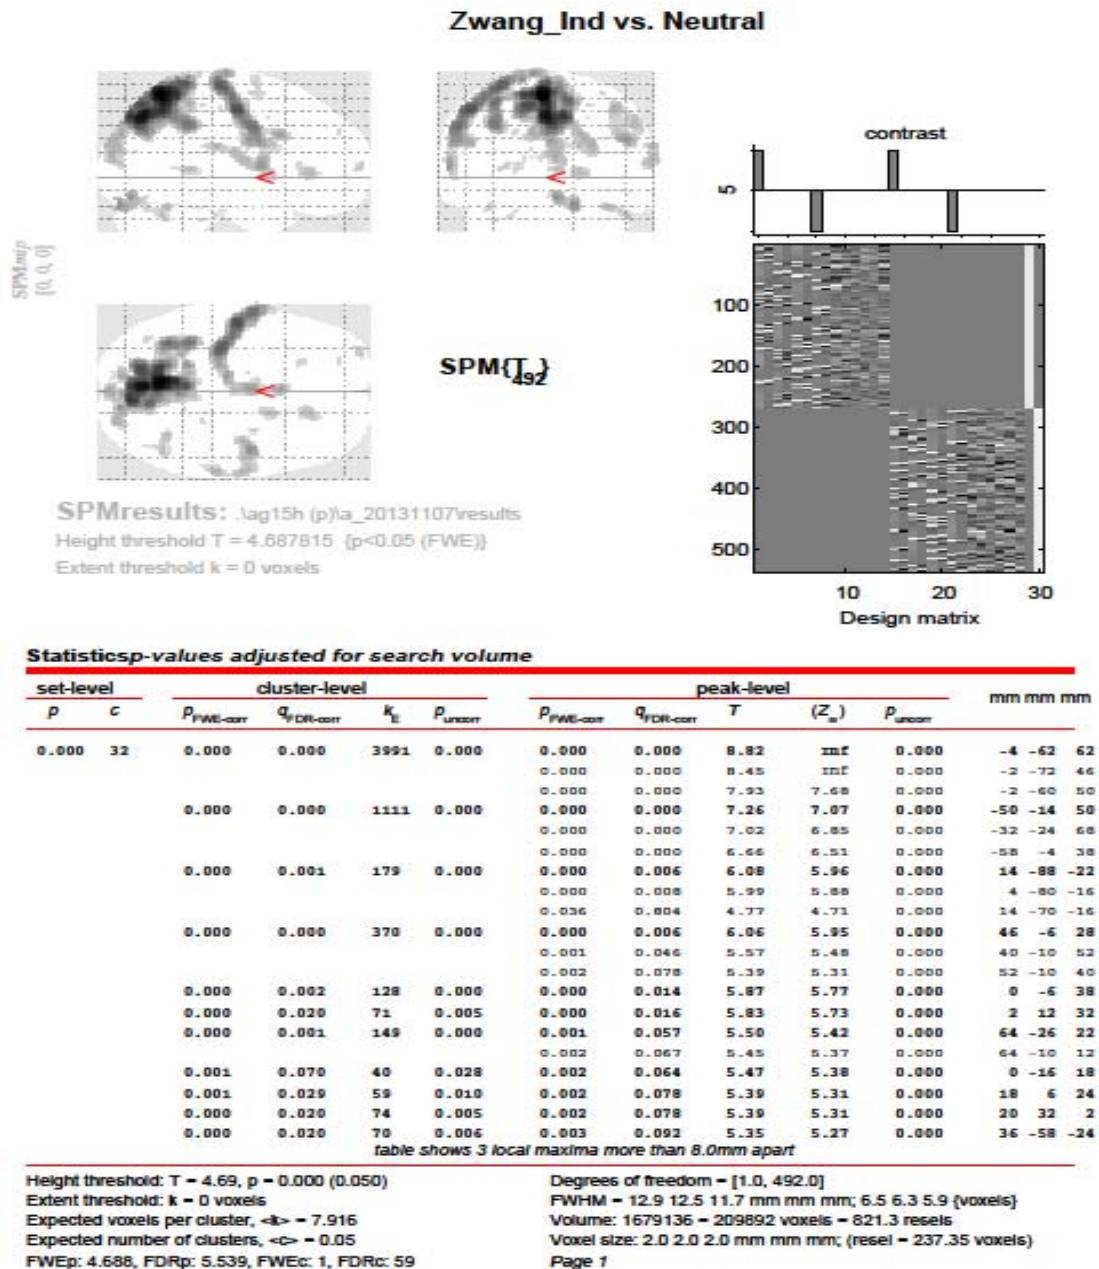 Zwang_Ind vs. Neutral
contrast
5
SPMmip
[0, 0, 0]
SPM{T492}
100
200
300
400
500
10 20 30
Design matrix
SPMresults: .\ag15h (p)\a_20131107\results
Height threshold T = 4.687815 {p<0.05 (FWE)}
Extent threshold k = 0 voxels
Statisticsp-values adjusted for search volume
set-level cluster-level peak-level mm mm mm
p c pFWE-corr qFDR-corr kE puncorr pFWE-corr qFDR-corr T (Z≡) puncorr
0.000 32 0.000 0.000 3991 0.000 0.000 0.000 8.82 Inf 0.000 -4 -62 62
0.000 0.000 8.45 Inf 0.000 -2 -72 46
0.000 0.000 7.93 7.68 0.000 -2 -60 50
0.000 0.000 1111 0.000 0.000 0.000 7.26 7.07 0.000 -50 -14 50
0.000 0.000 7.02 6.85 0.000 -32 -24 68
0.000 0.000 6.66 6.51 0.000 -58 -4 38
0.000 0.001 179 0.000 0.000 0.006 6.08 5.96 0.000 14 -88 -22
0.000 0.008 5.99 5.88 0.000 4 -80 -16
0.036 0.804 4.77 4.71 0.000 14 -70 -16
0.000 0.000 370 0.000 0.000 0.006 6.06 5.95 0.000 46 -6 28
0.001 0.046 5.57 5.48 0.000 40 -10 52
0.002 0.078 5.39 5.31 0.000 52 -10 40
0.000 0.002 128 0.000 0.000 0.014 5.87 5.77 0.000 0 -6 38
0.000 0.020 71 0.005 0.000 0.016 5.83 5.73 0.000 2 12 32
0.000 0.001 149 0.000 0.001 0.057 5.50 5.42 0.000 64 -26 22
0.002 0.067 5.45 5.37 0.000 64 -10 12
0.001 0.070 40 0.028 0.002 0.064 5.47 5.38 0.000 0 -16 18
0.001 0.029 59 0.010 0.002 0.078 5.39 5.31 0.000 18 6 24
0.000 0.020 74 0.005 0.002 0.078 5.39 5.31 0.000 20 32 2
0.000 0.020 70 0.006 0.003 0.092 5.35 5.27 0.000 36 -58 -24
table shows 3 local maxima more than 8.0mm apart
Height threshold: T = 4.69, p = 0.000 (0.050)
Extent threshold: k = 0 voxels
Expected voxels per cluster, <k> = 7.916
Expected number of clusters, <c> = 0.05
FWEp: 4.688, FDRp: 5.539, FWEc: 1, FDRc: 59
Degrees of freedom = [1.0, 492.0]
FWHM = 12.9 12.5 11.7 mm mm mm; 6.5 6.3 5.9 {voxels}
Volume: 1679136 = 209892 voxels = 821.3 resels
Voxel size: 2.0 2.0 2.0 mm mm mm; (resel = 237.35 voxels)
Page 1